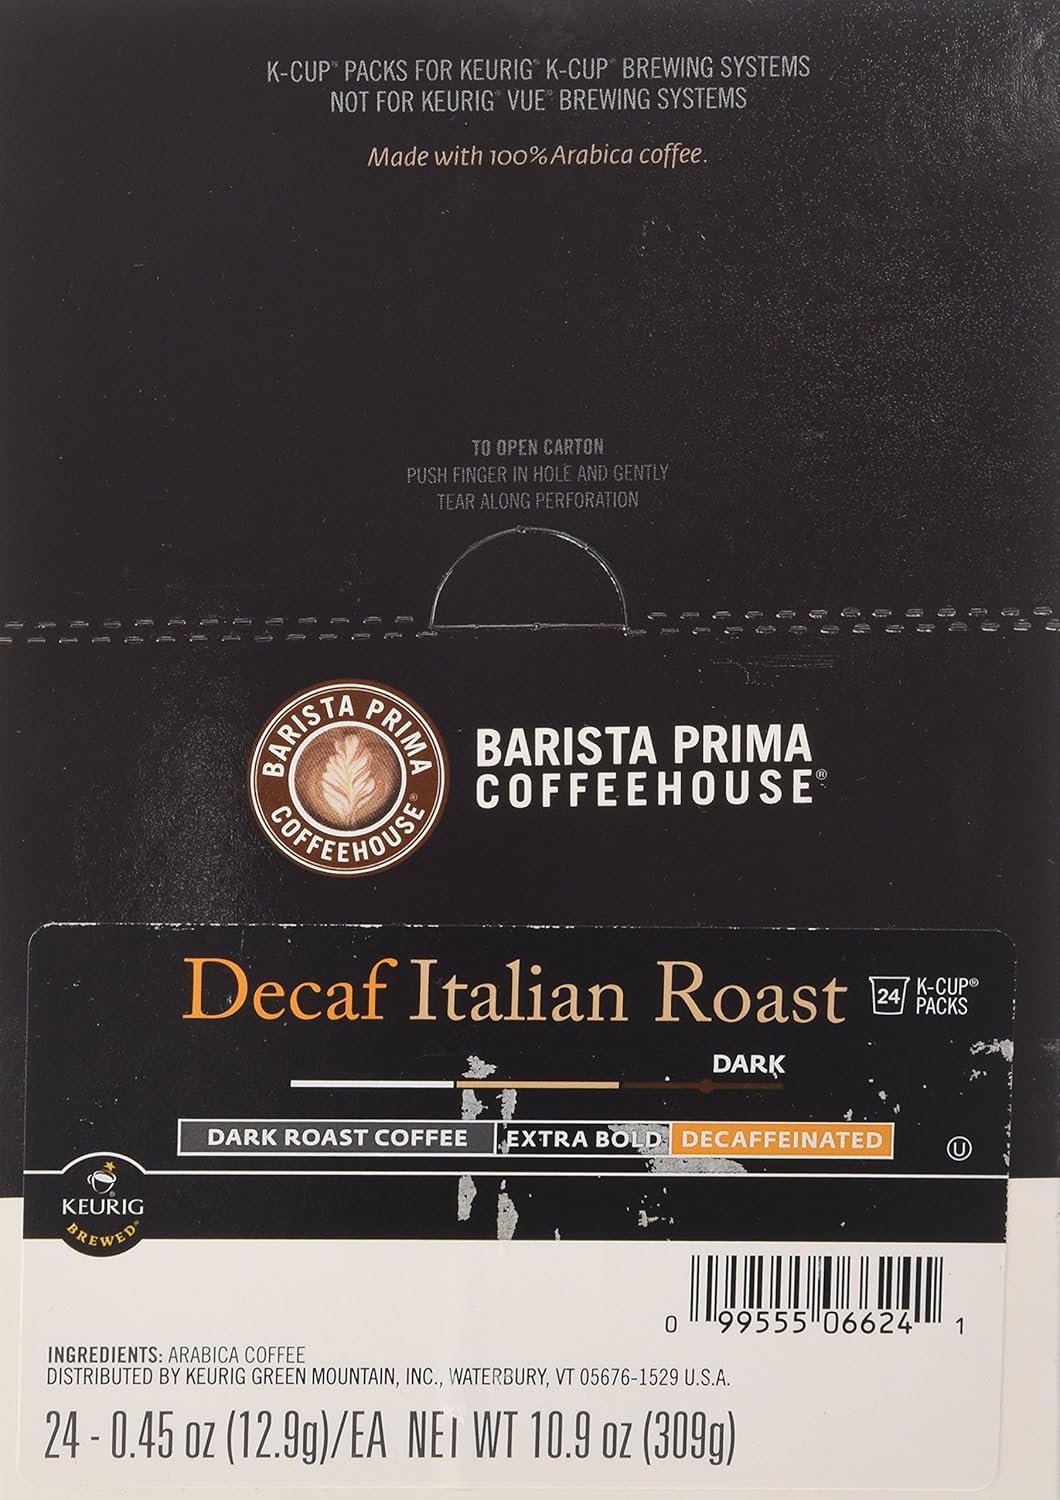 K-CUP® PACKS FOR KEURIG® K-CUP® BREWING SYSTEMS
NOT FOR KEURIG® VUE® BREWING SYSTEMS
Made with 100% Arabica coffee.
TO OPEN CARTON
PUSH FINGER IN HOLE AND GENTLY
TEAR ALONG PERFORATION
BARISTA PRIMA
COFFEEHOUSE®
BARISTA PRIMA
COFFEEHOUSE®
Decaf Italian Roast
24 K-CUP®
PACKS
DARK
DARK ROAST COFFEE EXTRA BOLD DECAFFEINATED
U
KEURIG®
BREWED®
0 99555 06624 1
INGREDIENTS: ARABICA COFFEE
DISTRIBUTED BY KEURIG GREEN MOUNTAIN, INC., WATERBURY, VT 05676-1529 U.S.A.
24 - 0.45 oz (12.9g)/EA NET WT 10.9 oz (309g)